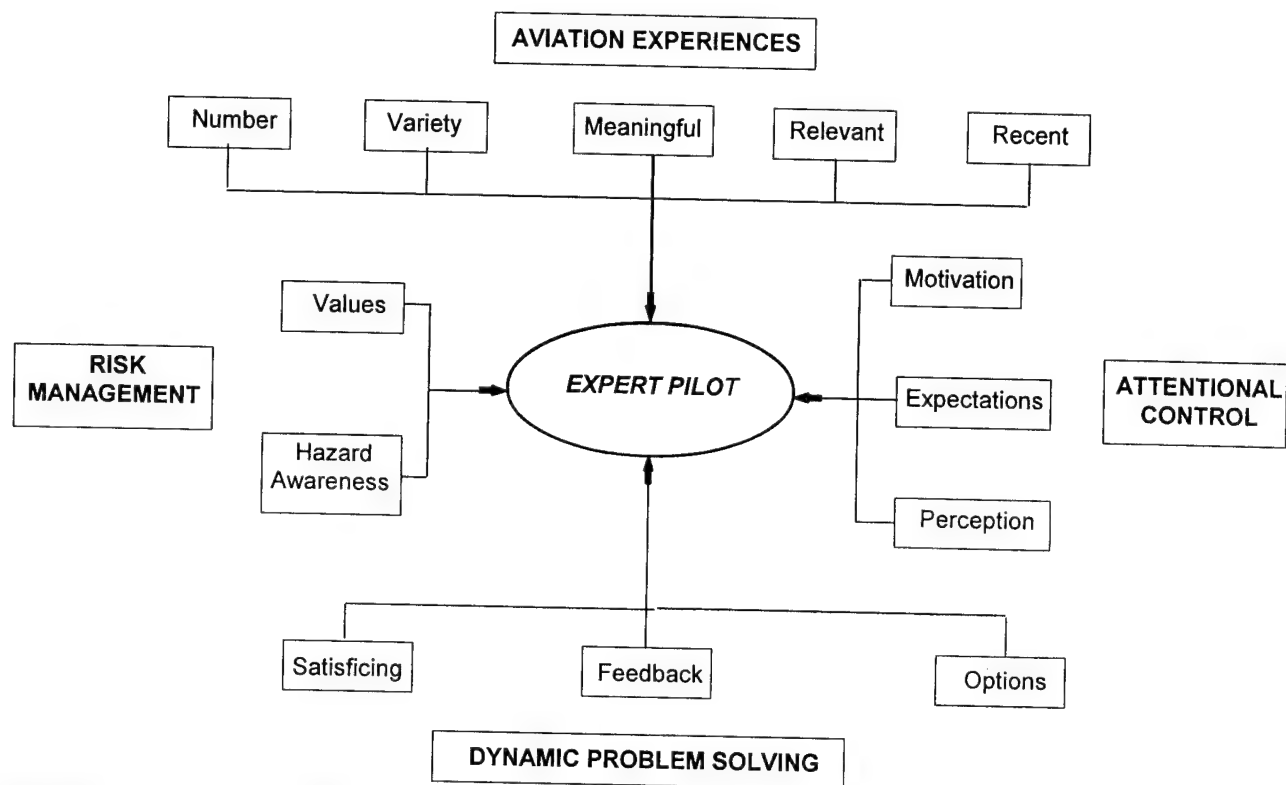 AVIATION EXPERIENCES
Number
Variety
Meaningful
Relevant
Recent
Values
Motivation
RISK
MANAGEMENT
EXPERT PILOT
Expectations
ATTENTIONAL
CONTROL
Hazard
Awareness
Perception
Satisficing
Feedback
Options
DYNAMIC PROBLEM SOLVING